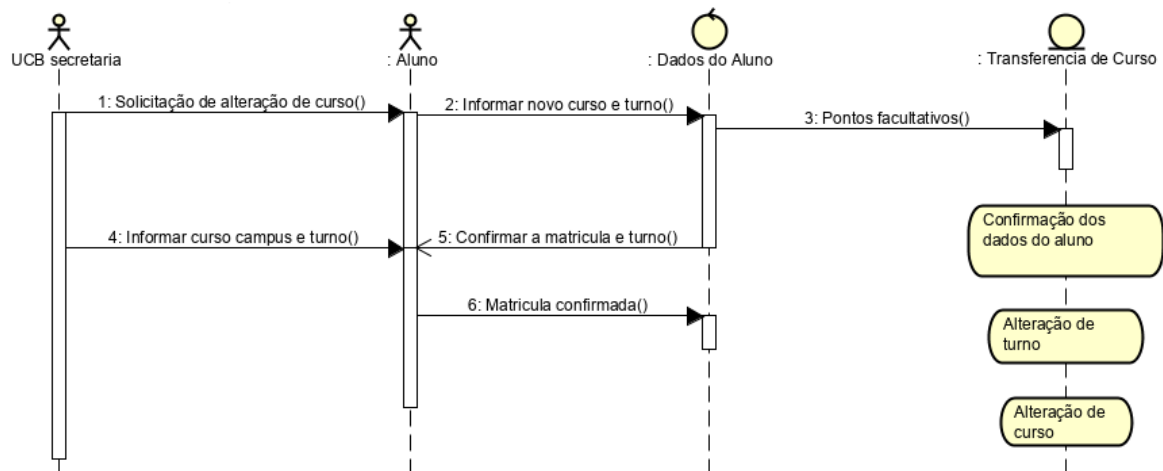 UCB secretaria
: Aluno
: Dados do Aluno
: Transferencia de Curso
1: Solicitação de alteração de curso()
2: Informar novo curso e turno()
3: Pontos facultativos()
4: Informar curso campus e turno()
5: Confirmar a matricula e turno()
Confirmação dos
dados do aluno
6: Matricula confirmada()
Alteração de
turno
Alteração de
curso